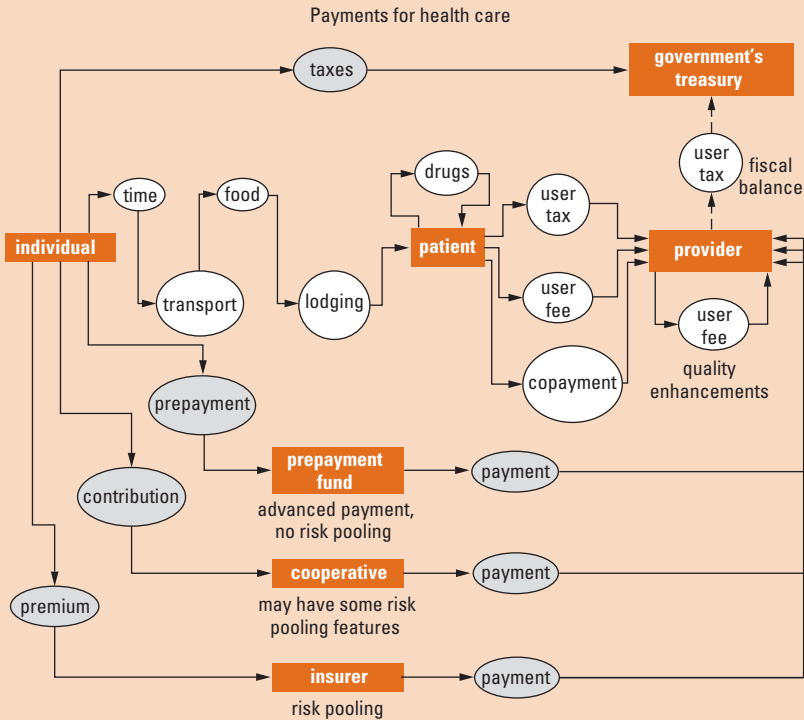 Payments for health care
taxes
government's
treasury
user
tax
fiscal
balance
time
food
drugs
user
tax
individual
patient
provider
transport
lodging
user
fee
user
fee
quality
enhancements
copayment
prepayment
prepayment
fund
payment
advanced payment,
no risk pooling
contribution
cooperative
payment
may have some risk
pooling features
premium
insurer
payment
risk pooling